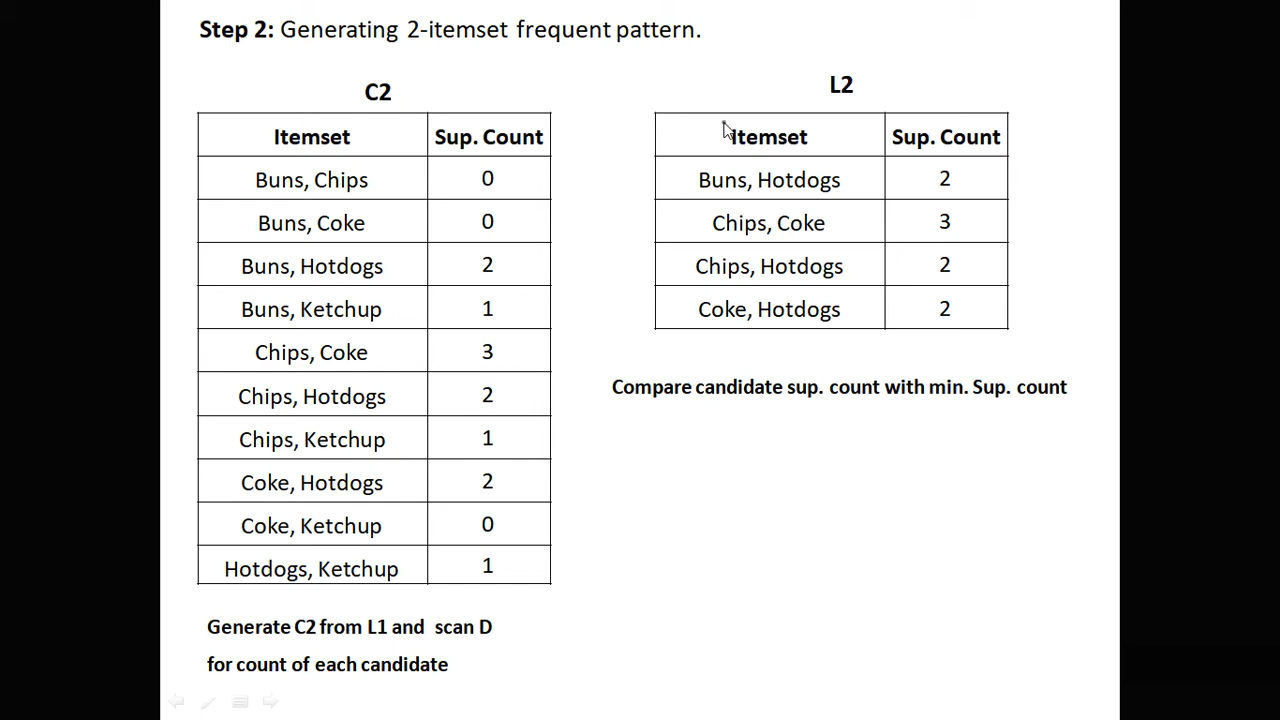 Step 2: Generating 2-itemset frequent pattern.
C2
Itemset Sup. Count
Buns, Chips 0
Buns, Coke 0
Buns, Hotdogs 2
Buns, Ketchup 1
Chips, Coke 3
Chips, Hotdogs 2
Chips, Ketchup 1
Coke, Hotdogs 2
Coke, Ketchup 0
Hotdogs, Ketchup 1
Generate C2 from L1 and scan D
for count of each candidate
L2
Itemset Sup. Count
Buns, Hotdogs 2
Chips, Coke 3
Chips, Hotdogs 2
Coke, Hotdogs 2
Compare candidate sup. count with min. Sup. count